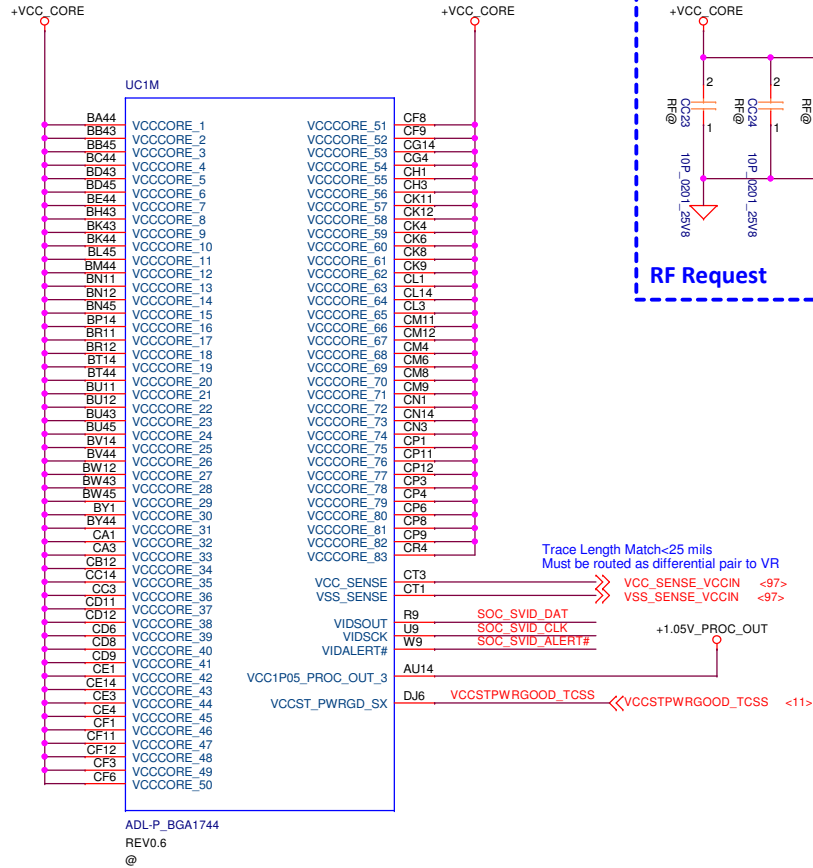 +VCC_CORE
+VCC_CORE
+VCC_CORE
UC1M
BA44 VCCCORE_1 VCCCORE_51 CF8
BB43 VCCCORE_2 VCCCORE_52 CF9
BB45 VCCCORE_3 VCCCORE_53 CG14
BC44 VCCCORE_4 VCCCORE_54 CG4
BD43 VCCCORE_5 VCCCORE_55 CH1
BD45 VCCCORE_6 VCCCORE_56 CH3
BE44 VCCCORE_7 VCCCORE_57 CK11
BH43 VCCCORE_8 VCCCORE_58 CK12
BK43 VCCCORE_9 VCCCORE_59 CK4
BK44 VCCCORE_10 VCCCORE_60 CK6
BL45 VCCCORE_11 VCCCORE_61 CK8
BM44 VCCCORE_12 VCCCORE_62 CK9
BN11 VCCCORE_13 VCCCORE_63 CL1
BN12 VCCCORE_14 VCCCORE_64 CL14
BN45 VCCCORE_15 VCCCORE_65 CL3
BP14 VCCCORE_16 VCCCORE_66 CM11
BR11 VCCCORE_17 VCCCORE_67 CM12
BR12 VCCCORE_18 VCCCORE_68 CM4
BT14 VCCCORE_19 VCCCORE_69 CM6
BT44 VCCCORE_20 VCCCORE_70 CM8
BU11 VCCCORE_21 VCCCORE_71 CM9
BU12 VCCCORE_22 VCCCORE_72 CN1
BU43 VCCCORE_23 VCCCORE_73 CN14
BU45 VCCCORE_24 VCCCORE_74 CN3
BV14 VCCCORE_25 VCCCORE_75 CP1
BV44 VCCCORE_26 VCCCORE_76 CP11
BW12 VCCCORE_27 VCCCORE_77 CP12
BW43 VCCCORE_28 VCCCORE_78 CP3
BW45 VCCCORE_29 VCCCORE_79 CP4
BY1 VCCCORE_30 VCCCORE_80 CP6
BY44 VCCCORE_31 VCCCORE_81 CP8
CA1 VCCCORE_32 VCCCORE_82 CP9
CA3 VCCCORE_33 VCCCORE_83 CR4
CB12 VCCCORE_34
CC14 VCCCORE_35
CC3 VCCCORE_36
CD11 VCCCORE_37
CD12 VCCCORE_38
CD6 VCCCORE_39
CD8 VCCCORE_40
CD9 VCCCORE_41
CE1 VCCCORE_42
CE14 VCCCORE_43
CE3 VCCCORE_44
CE4 VCCCORE_45
CF1 VCCCORE_46
CF11 VCCCORE_47
CF12 VCCCORE_48
CF3 VCCCORE_49
CF6 VCCCORE_50
Trace Length Match<25 mils
Must be routed as differential pair to VR
VCC_SENSE CT3 VCC_SENSE_VCCIN <97>
VSS_SENSE CT1 VSS_SENSE_VCCIN <97>
VIDSOUT R9 SOC_SVID_DAT
VIDSCK U9 SOC_SVID_CLK
VIDALERT# W9 SOC_SVID_ALERT#
+1.05V_PROC_OUT
VCC1P05_PROC_OUT_3 AU14
VCCST_PWRGD_SX DJ6 VCCSTPWRGOOD_TCSS VCCSTPWRGOOD_TCSS <11>
ADL-P_BGA1744
REV0.6
@
2
1
CC23
RF@
10P_0201_25V8
2
1
CC24
RF@
10P_0201_25V8
RF@
RF Request